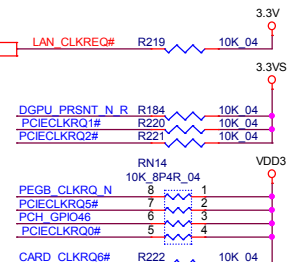 3.3V
LAN_CLKREQ# R219 10K_04
3.3VS
DGPU_PRSNT_N_R R184 10K_04
PCIECLKRQ1# R220 10K_04
PCIECLKRQ2# R221 10K_04
RN14 VDD3
10K_8P4R_04
PEGB_CLKRQ_N 8 1
PCIECLKRQ5# 7 2
PCH_GPIO46 6 3
PCIECLKRQ0# 5 4
CARD_CLKRQ6# R222 10K_04